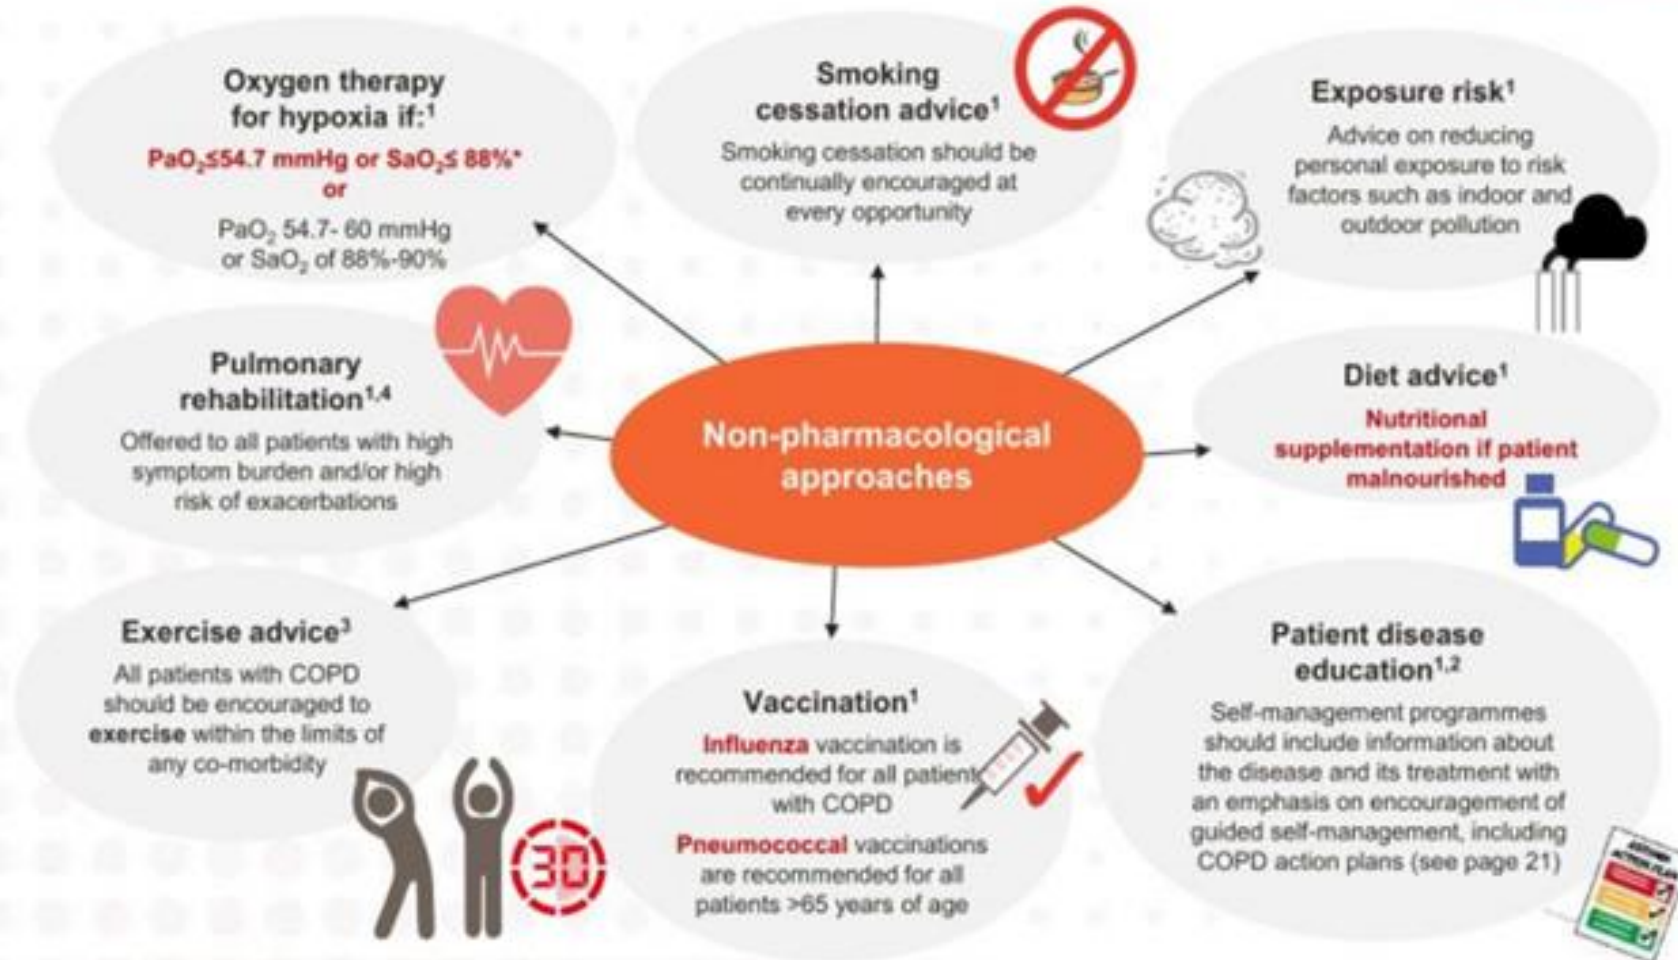 Oxygen therapy
for hypoxia if:¹
PaO₂≤54.7 mmHg or SaO₂≤ 88%*
or
PaO₂ 54.7- 60 mmHg
or SaO₂ of 88%-90%
Smoking
cessation advice¹
Smoking cessation should be
continually encouraged at
every opportunity
Exposure risk¹
Advice on reducing
personal exposure to risk
factors such as indoor and
outdoor pollution
Pulmonary
rehabilitation¹,⁴
Offered to all patients with high
symptom burden and/or high
risk of exacerbations
Non-pharmacological
approaches
Diet advice¹
Nutritional
supplementation if patient
malnourished
Exercise advice³
All patients with COPD
should be encouraged to
exercise within the limits of
any co-morbidity
30
Vaccination¹
Influenza vaccination is
recommended for all patient
with COPD
Pneumococcal vaccinations
are recommended for all
patients >65 years of age
Patient disease
education¹,²
Self-management programmes
should include information about
the disease and its treatment with
an emphasis on encouragement of
guided self-management, including
COPD action plans (see page 21)
ACTION PLAN